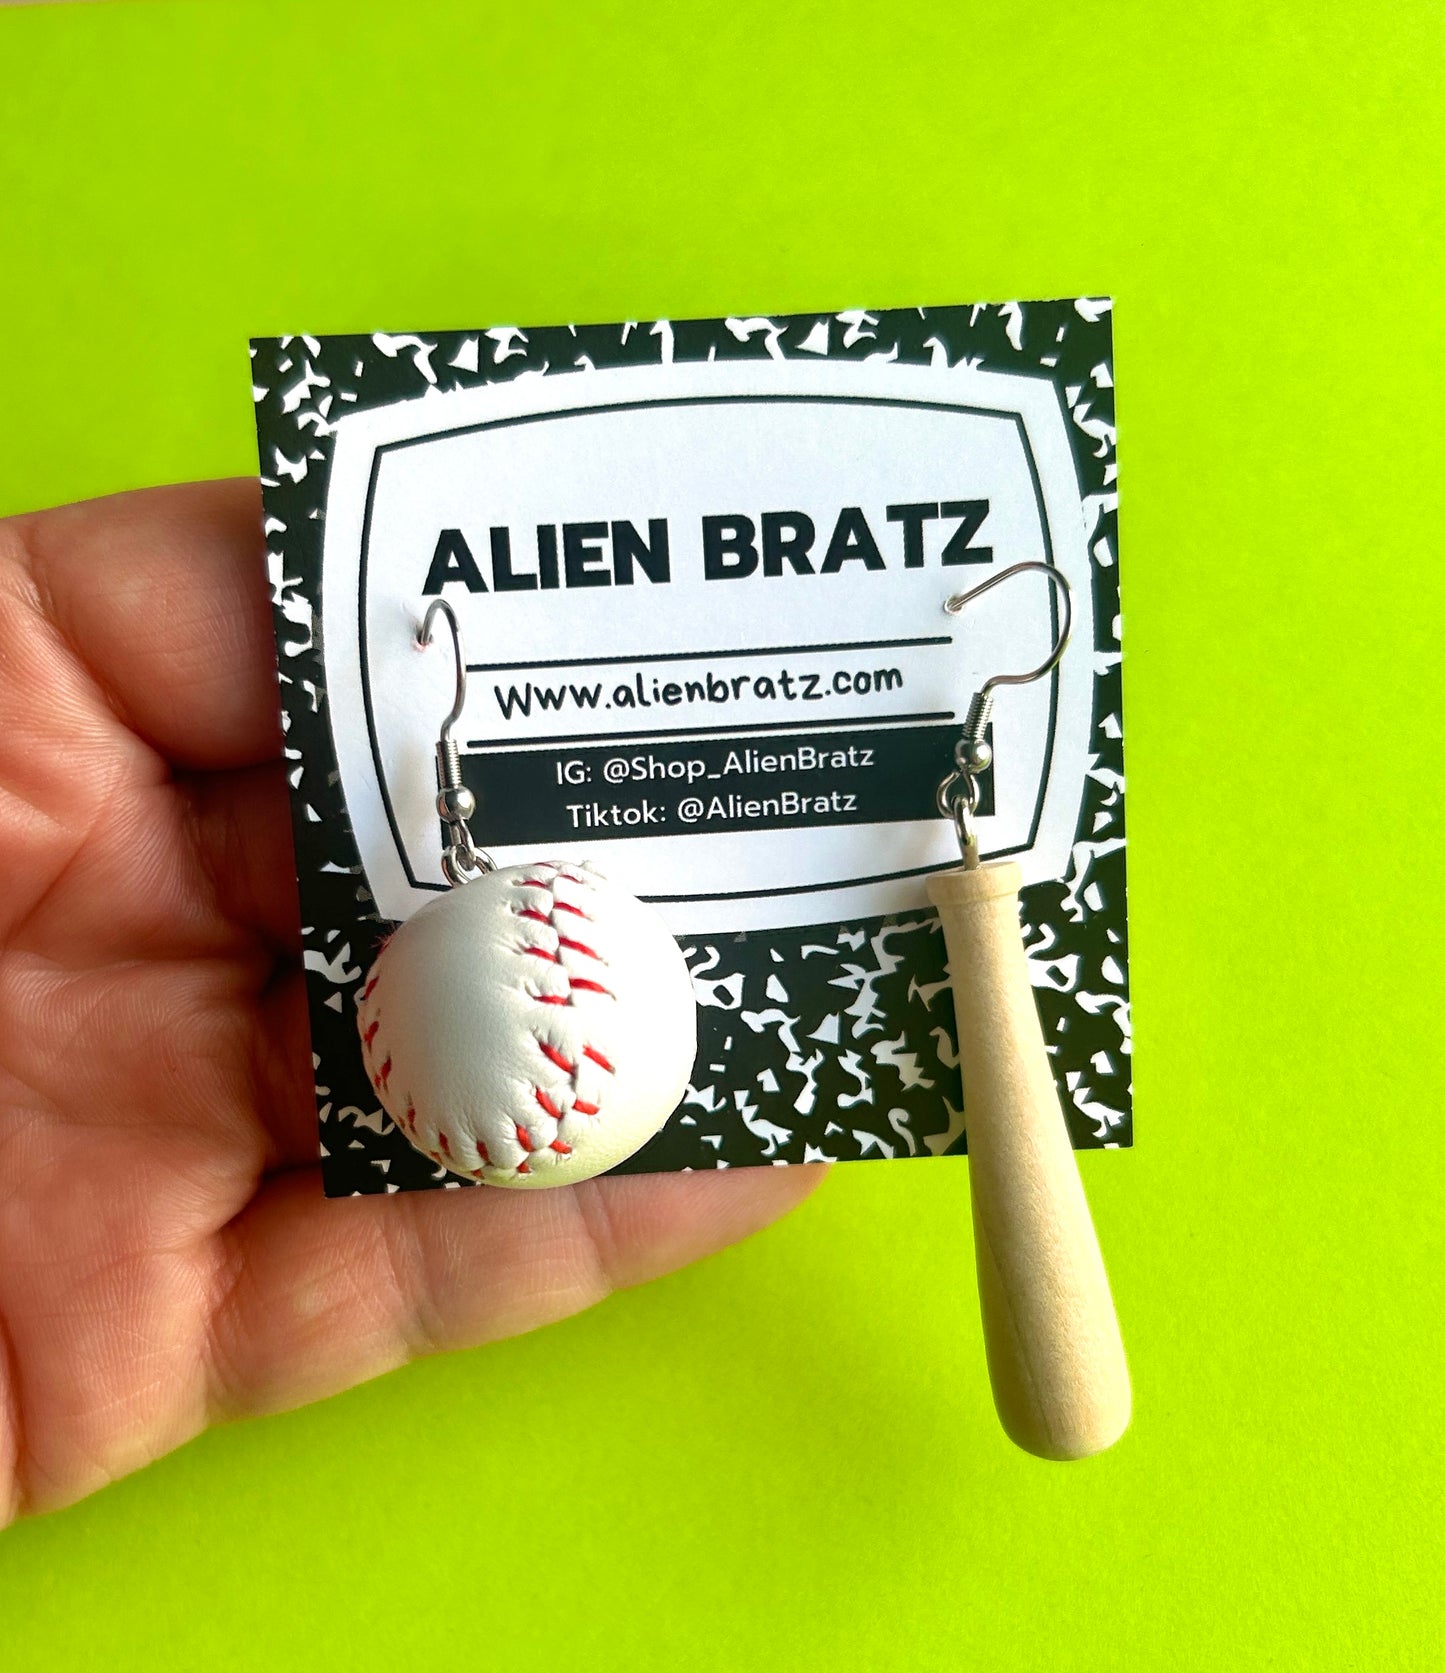 ALIEN BRATZ
Www.alienbratz.com
IG: @Shop_AlienBratz
Tiktok: @AlienBratz